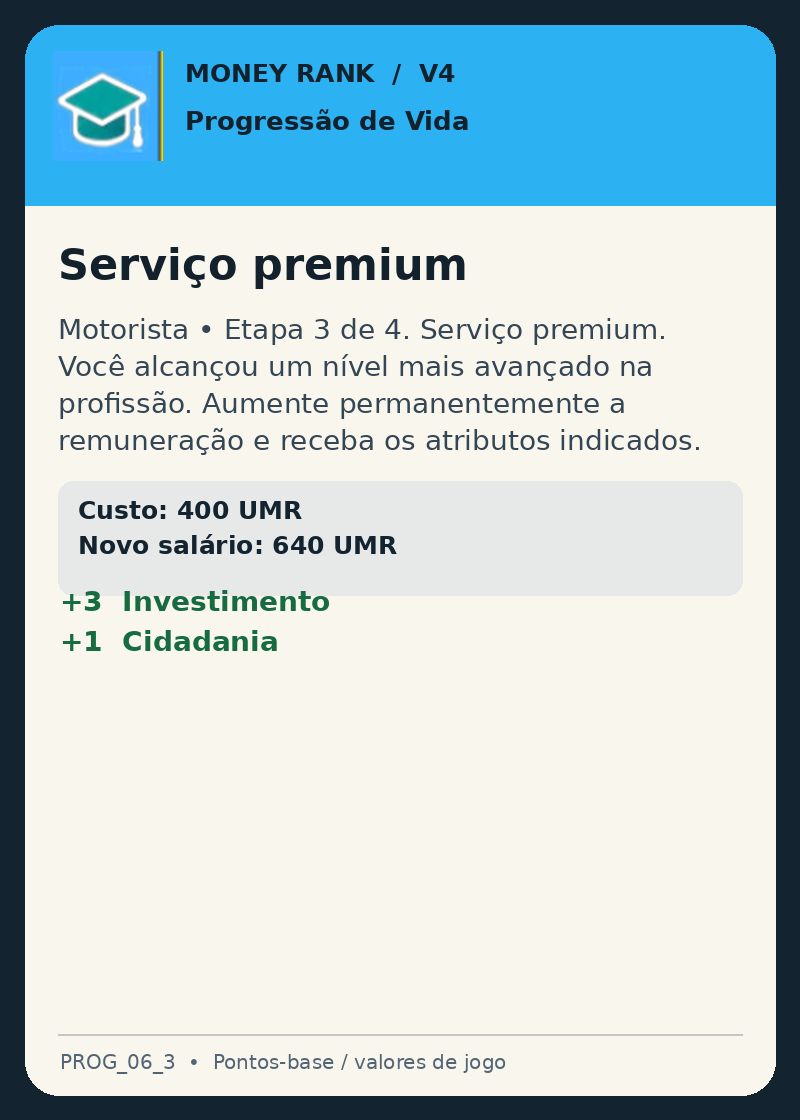 MONEY RANK / V4
Progressão de Vida
Serviço premium
Motorista • Etapa 3 de 4. Serviço premium.
Você alcançou um nível mais avançado na
profissão. Aumente permanentemente a
remuneração e receba os atributos indicados.
Custo: 400 UMR
Novo salário: 640 UMR
+3 Investimento
+1 Cidadania
PROG_06_3 • Pontos-base / valores de jogo